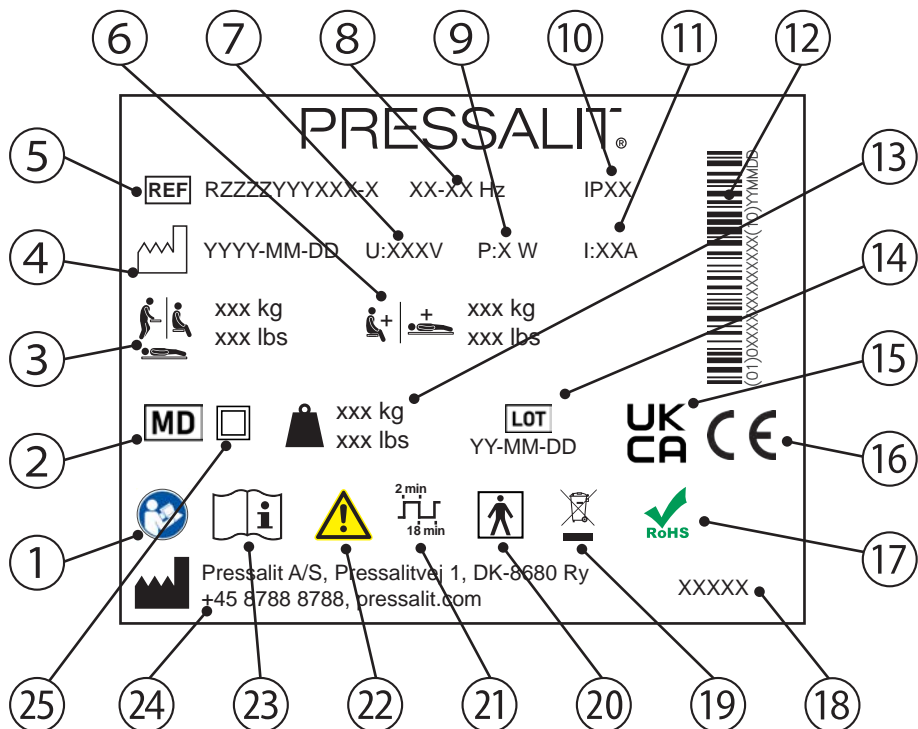 6 7 8 9 10 11 12
PRESSALIT®
5 REF RZZZZYYYXXX-X XX-XX Hz IPXX 13
4 YYYY-MM-DD U:XXXV P:X W I:XXA 14
xxx kg xxx kg
3 xxx lbs xxx lbs
(01)0XXXXXXXXXXXXX(10)YYMMDD
15
2 MD xxx kg LOT UK CA CE 16
xxx lbs YY-MM-DD
2 min
18 min
i
RoHS
1 17
Pressalit A/S, Pressalitvej 1, DK-8680 Ry
+45 8788 8788, pressalit.com XXXXX
25 24 23 22 21 20 19 18